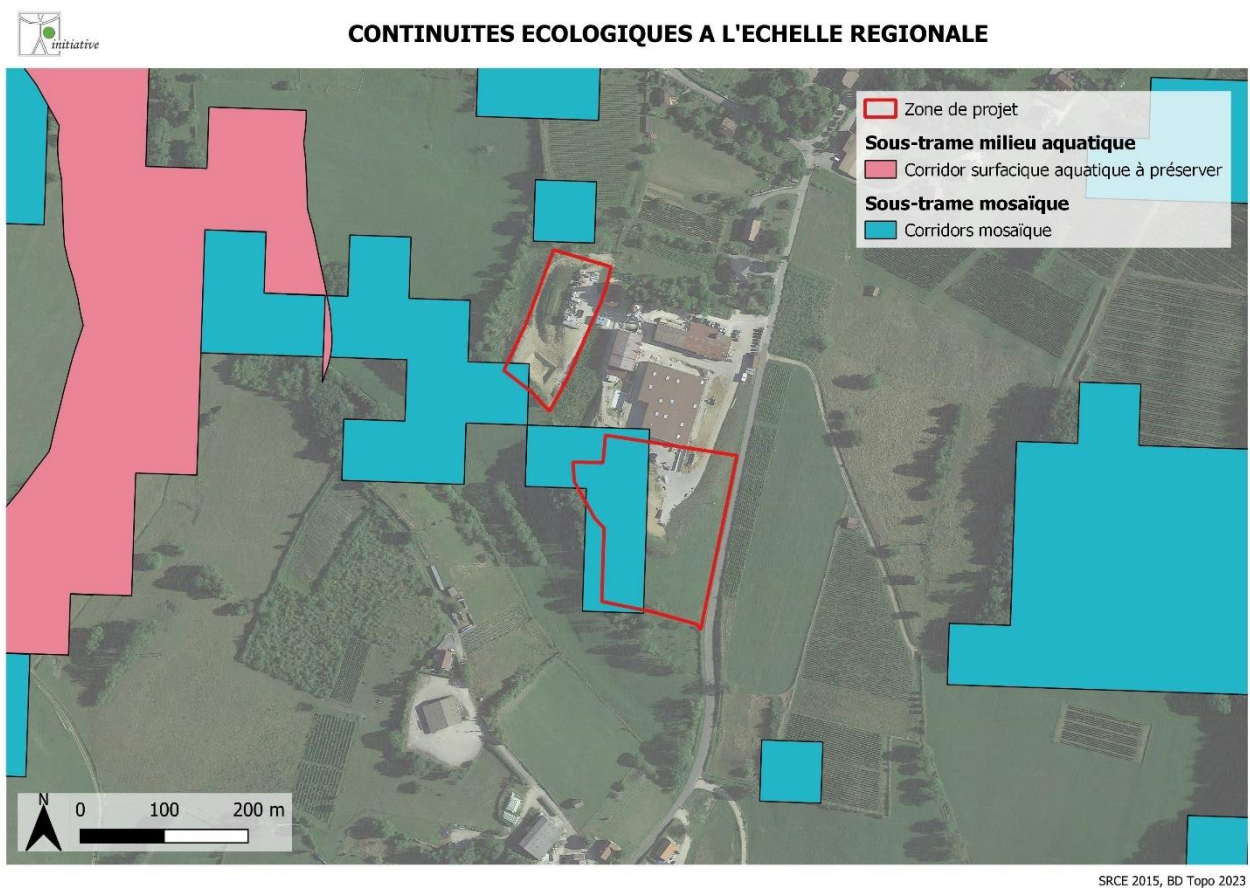 initiative
CONTINUITES ECOLOGIQUES A L'ECHELLE REGIONALE
Zone de projet
Sous-trame milieu aquatique
Corridor surfacique aquatique à préserver
Sous-trame mosaïque
Corridors mosaïque
N
0 100 200 m
SRCE 2015, BD Topo 2023